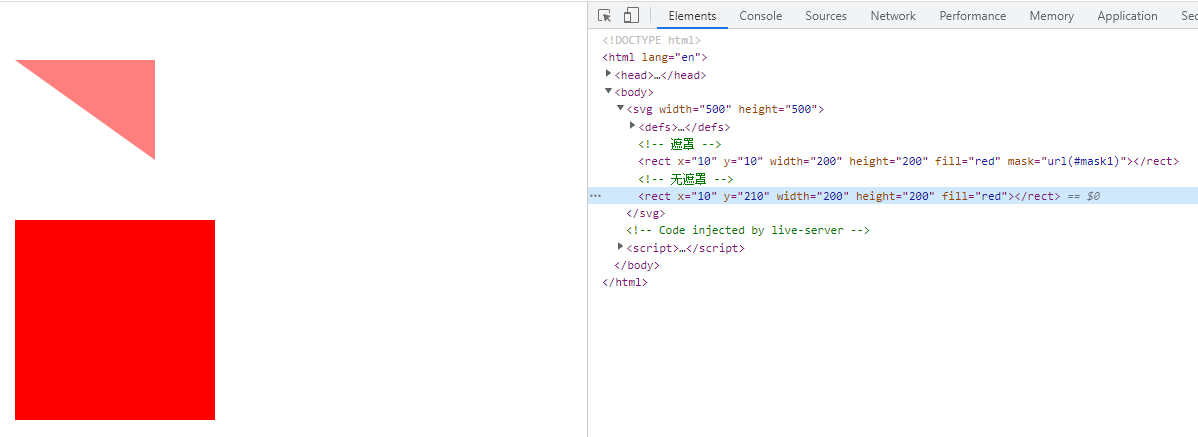 Elements Console Sources Network Performance Memory Application Sec
<!DOCTYPE html>
<html lang="en">
<head>…</head>
<body>
<svg width="500" height="500">
<defs>…</defs>
<!-- 遮罩 -->
<rect x="10" y="10" width="200" height="200" fill="red" mask="url(#mask1)"></rect>
<!-- 无遮罩 -->
<rect x="10" y="210" width="200" height="200" fill="red"></rect> == $0
</svg>
<!-- Code injected by live-server -->
<script>…</script>
</body>
</html>